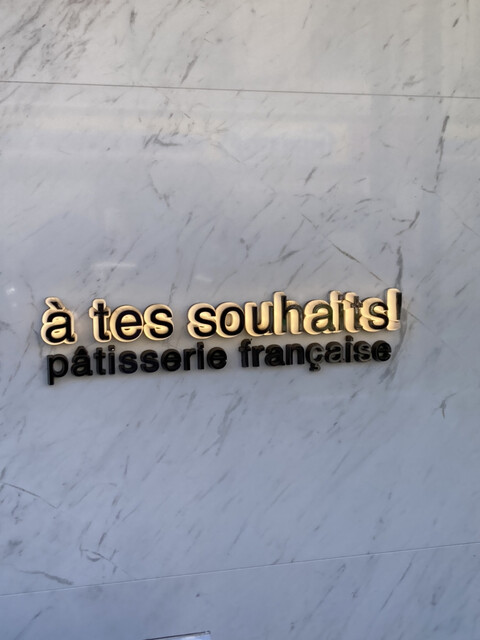 à tes souhaits!
pâtisserie française